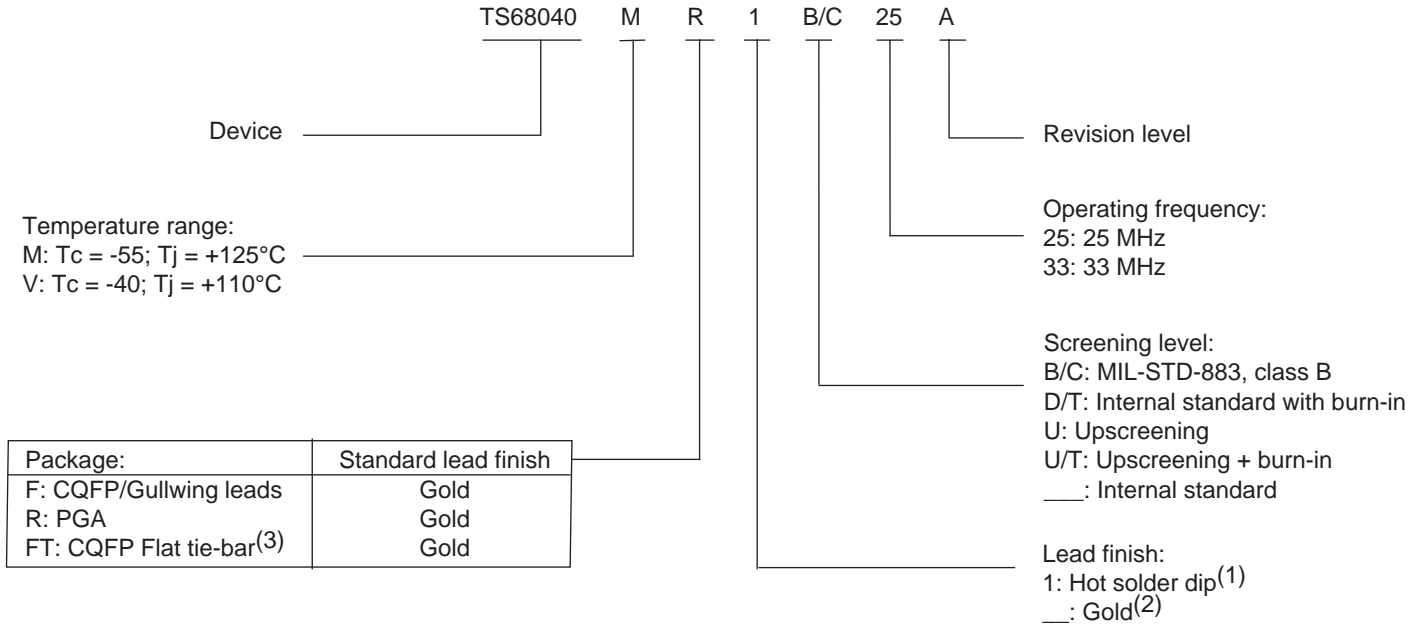 TS68040 M R 1 B/C 25 A
Device
Revision level
Temperature range:
M: Tc = -55; Tj = +125°C
V: Tc = -40; Tj = +110°C
Operating frequency:
25: 25 MHz
33: 33 MHz
Screening level:
B/C: MIL-STD-883, class B
D/T: Internal standard with burn-in
U: Upscreening
U/T: Upscreening + burn-in
___: Internal standard
Package: Standard lead finish
F: CQFP/Gullwing leads Gold
R: PGA Gold
FT: CQFP Flat tie-bar(3) Gold
Lead finish:
1: Hot solder dip(1)
__: Gold(2)